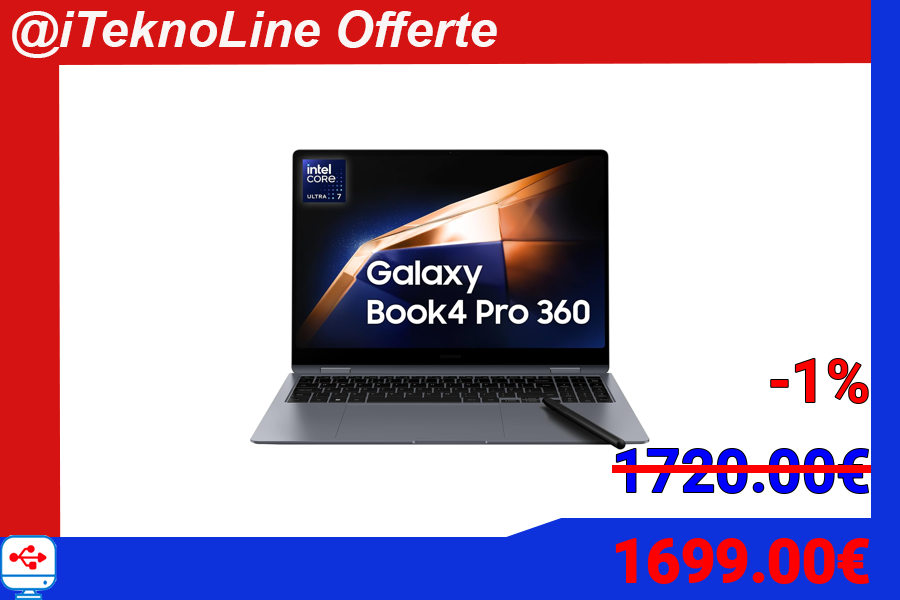 @iTeknoLine Offerte
intel
CORE
ULTRA 7
Galaxy
Book4 Pro 360
-1%
1720.00€
1699.00€